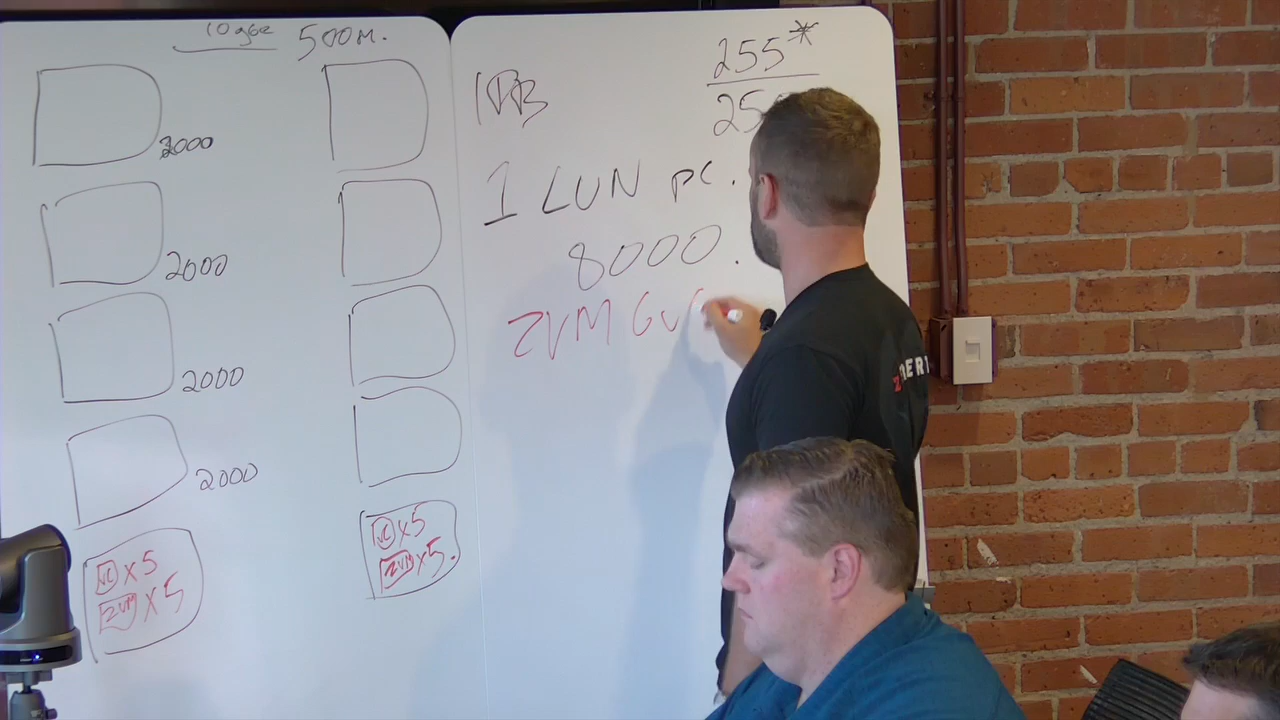 10 gbe 500m.
2000
2000
2000
2000
VC x5
ZVM x5
VC x5
ZVM x5.
255*
1 LUN pc.
8000.
ZVM